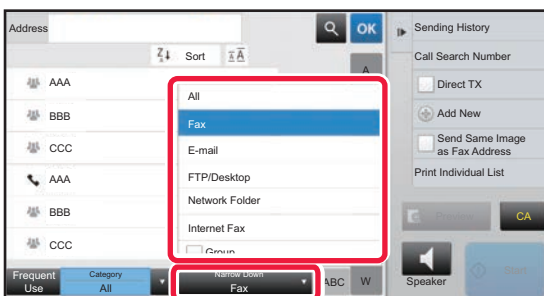 Address
OK
Sort
A
AAA
BBB
CCC
AAA
BBB
CCC
All
Fax
E-mail
FTP/Desktop
Network Folder
Internet Fax
Group
Frequent
Use
Category
All
Narrow Down
Fax
ABC
W
Sending History
Call Search Number
Direct TX
Add New
Send Same Image
as Fax Address
Print Individual List
Preview
CA
Speaker
Start